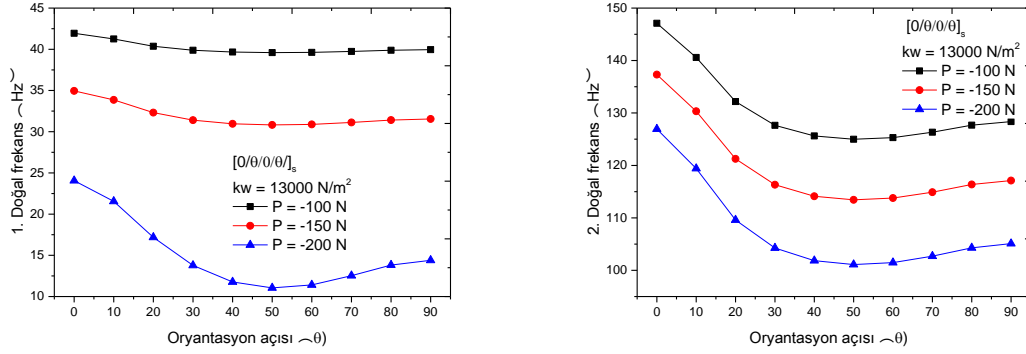 45
40
35
30
25
20
15
10
0 10 20 30 40 50 60 70 80 90
1. Doğal frekans (Hz)
Oryantasyon açısı (θ)
[0/θ/0/θ/]s
kw = 13000 N/m²
P = -100 N
P = -150 N
P = -200 N
150
140
130
120
110
100
0 10 20 30 40 50 60 70 80 90
2. Doğal frekans (Hz)
Oryantasyon açısı (θ)
[0/θ/0/θ]s
kw = 13000 N/m²
P = -100 N
P = -150 N
P = -200 N